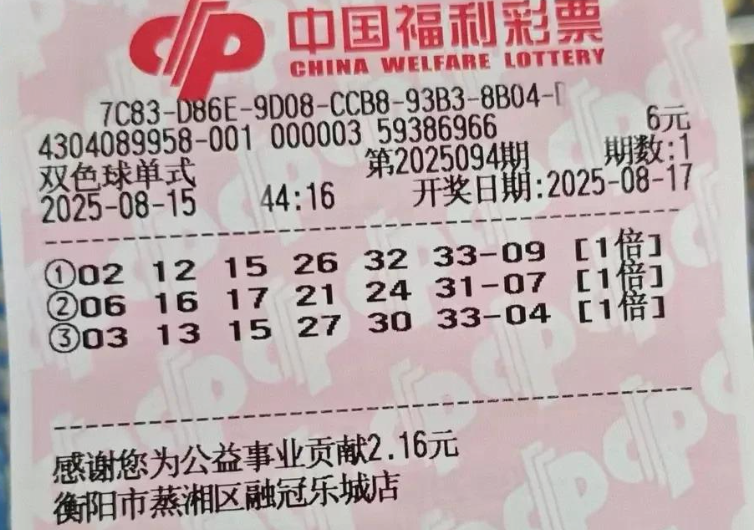 中国福利彩票
CHINA WELFARE LOTTERY
7C83-D86E-9D08-CCB8-93B3-8B04-
4304089958-001 000003 59386966 6元
双色球单式 第2025094期 期数:1
2025-08-15 44:16 开奖日期:2025-08-17
①02 12 15 26 32 33-09 [1倍]
②06 16 17 21 24 31-07 [1倍]
③03 13 15 27 30 33-04 [1倍]
感谢您为公益事业贡献2.16元
衡阳市蒸湘区融冠乐城店